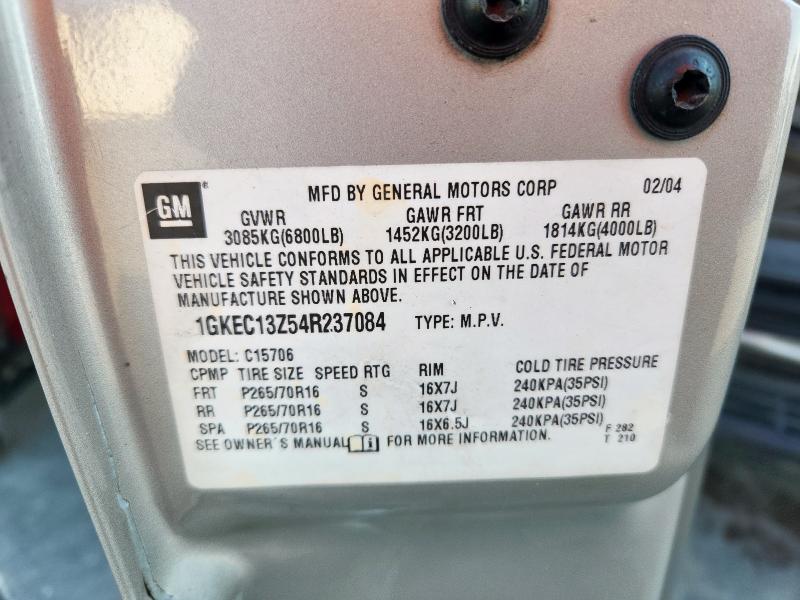 GM ® MFD BY GENERAL MOTORS CORP 02/04
GVWR GAWR FRT GAWR RR
3085KG(6800LB) 1452KG(3200LB) 1814KG(4000LB)
THIS VEHICLE CONFORMS TO ALL APPLICABLE U.S. FEDERAL MOTOR
VEHICLE SAFETY STANDARDS IN EFFECT ON THE DATE OF
MANUFACTURE SHOWN ABOVE.
1GKEC13Z54R237084 TYPE: M.P.V.
MODEL: C15706
CPMP TIRE SIZE SPEED RTG RIM COLD TIRE PRESSURE
FRT P265/70R16 S 16X7J 240KPA(35PSI)
RR P265/70R16 S 16X7J 240KPA(35PSI)
SPA P265/70R16 S 16X6.5J 240KPA(35PSI)
SEE OWNER'S MANUAL i FOR MORE INFORMATION.
F 282
T 210